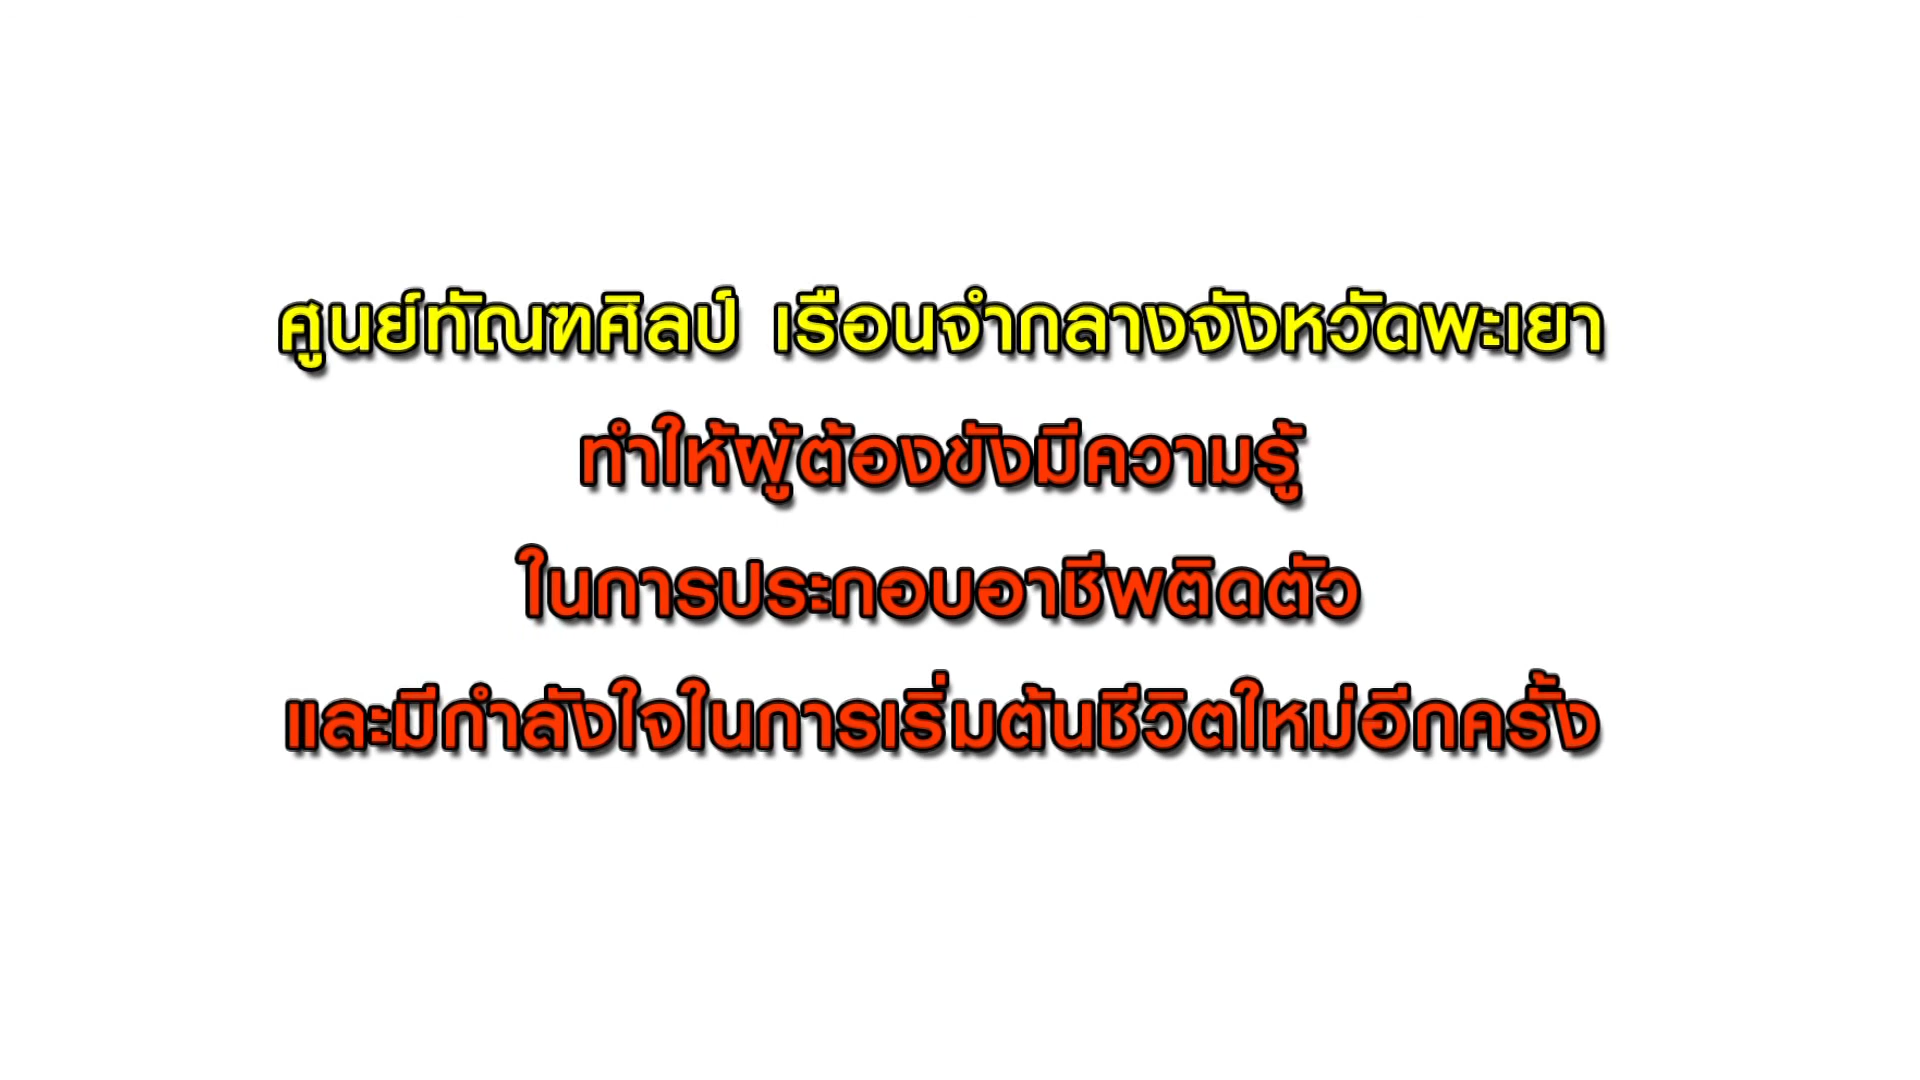 ศูนย์ทัณฑศิลป์ เรือนจำกลางจังหวัดพะเยา
ทำให้ผู้ต้องขังมีความรู้
ในการประกอบอาชีพติดตัว
และมีกำลังใจในการเริ่มต้นชีวิตใหม่อีกครั้ง